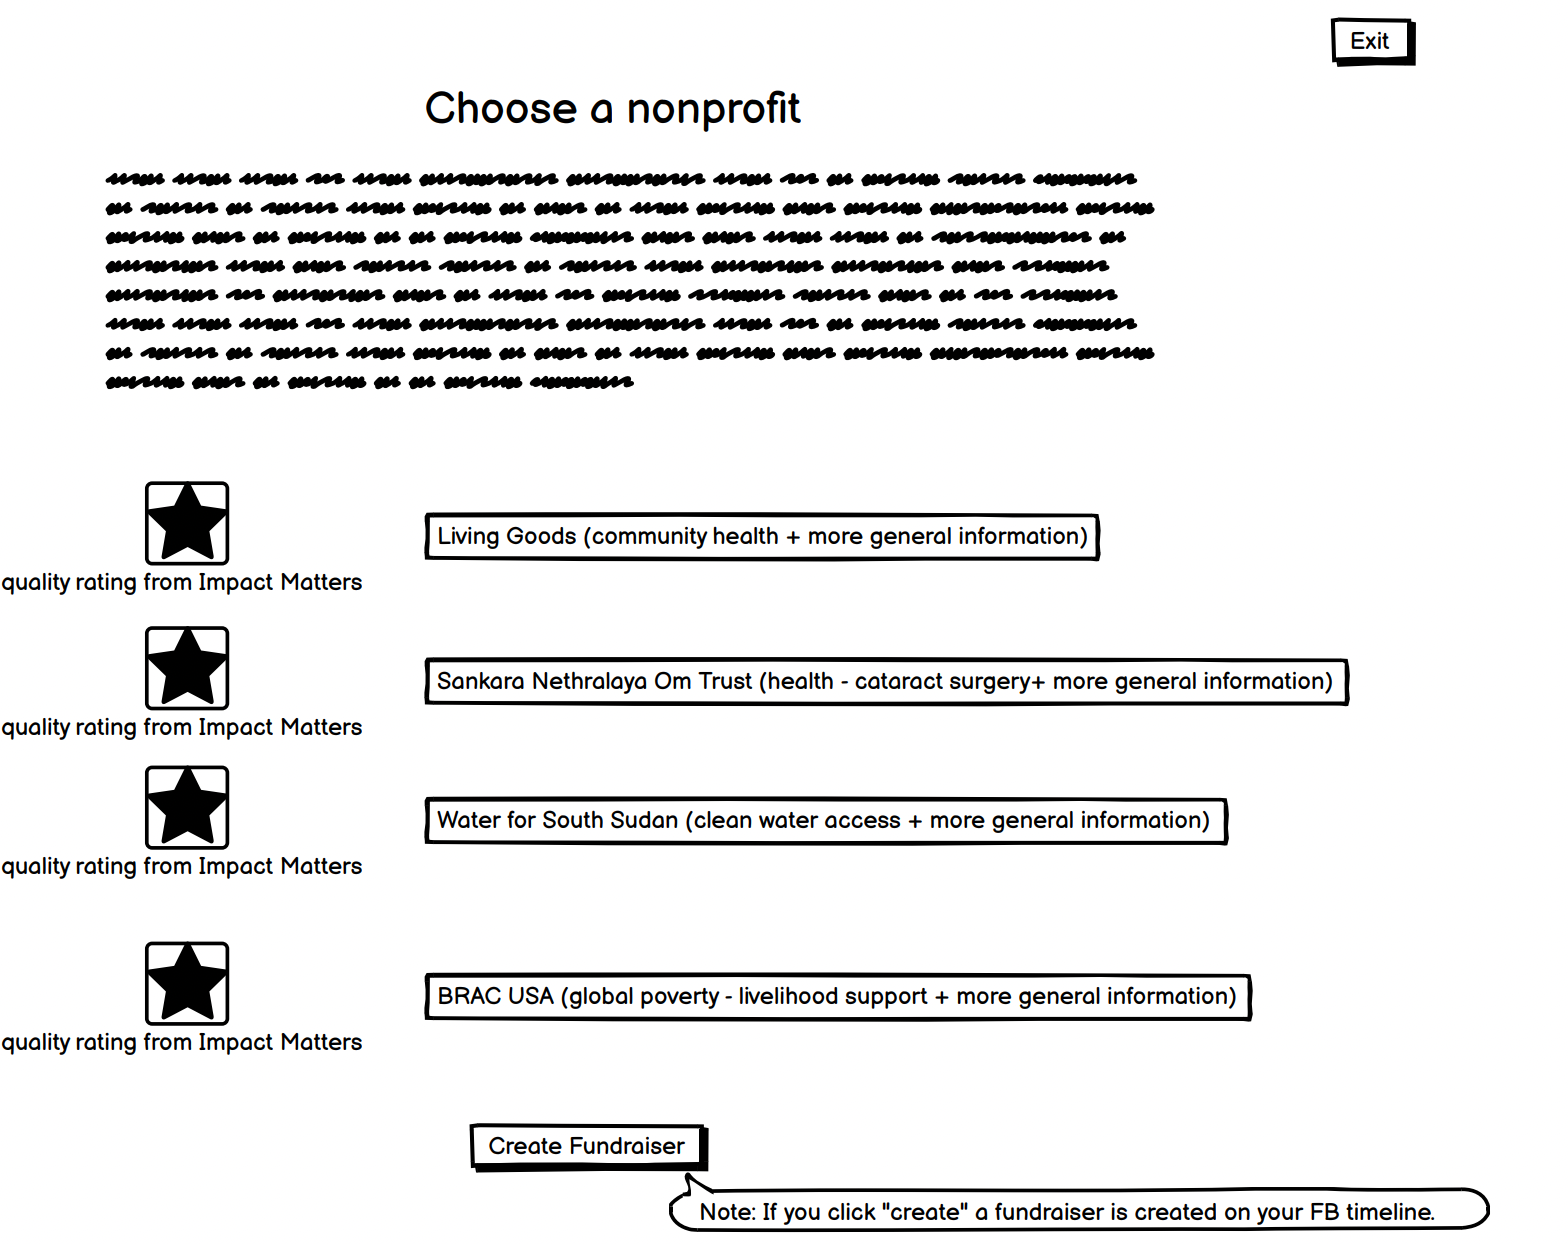 Exit
Choose a nonprofit
Living Goods (community health + more general information)
quality rating from Impact Matters
Sankara Nethralaya Om Trust (health - cataract surgery+ more general information)
quality rating from Impact Matters
Water for South Sudan (clean water access + more general information)
quality rating from Impact Matters
BRAC USA (global poverty - livelihood support + more general information)
quality rating from Impact Matters
Create Fundraiser
Note: If you click "create" a fundraiser is created on your FB timeline.